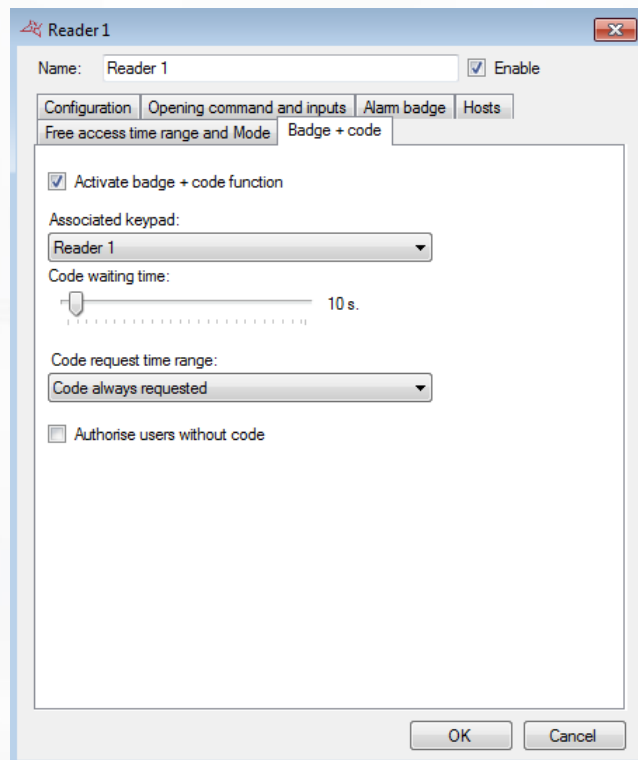 Reader 1
Name: Reader 1 Enable
Configuration Opening command and inputs Alarm badge Hosts
Free access time range and Mode Badge + code
Activate badge + code function
Associated keypad:
Reader 1
Code waiting time:
10 s.
Code request time range:
Code always requested
Authorise users without code
OK Cancel